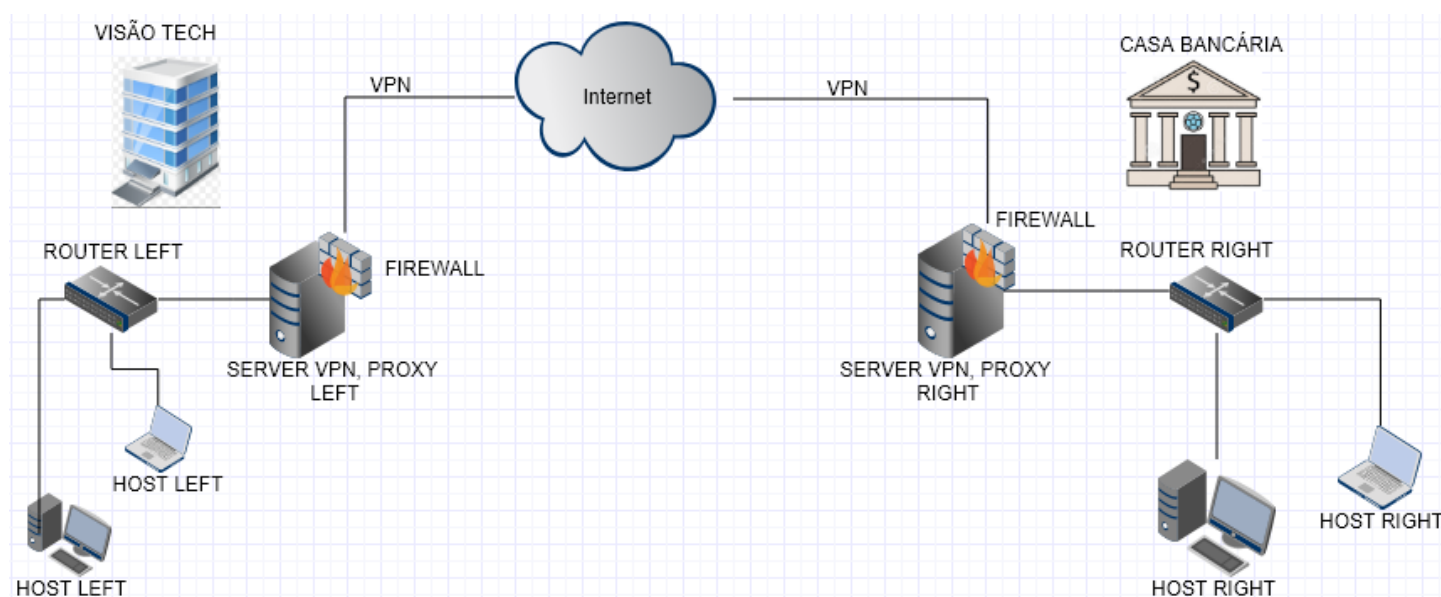 VISÃO TECH
CASA BANCÁRIA
VPN
Internet
VPN
$
FIREWALL
ROUTER LEFT
ROUTER RIGHT
FIREWALL
SERVER VPN, PROXY
LEFT
SERVER VPN, PROXY
RIGHT
HOST LEFT
HOST RIGHT
HOST LEFT
HOST RIGHT